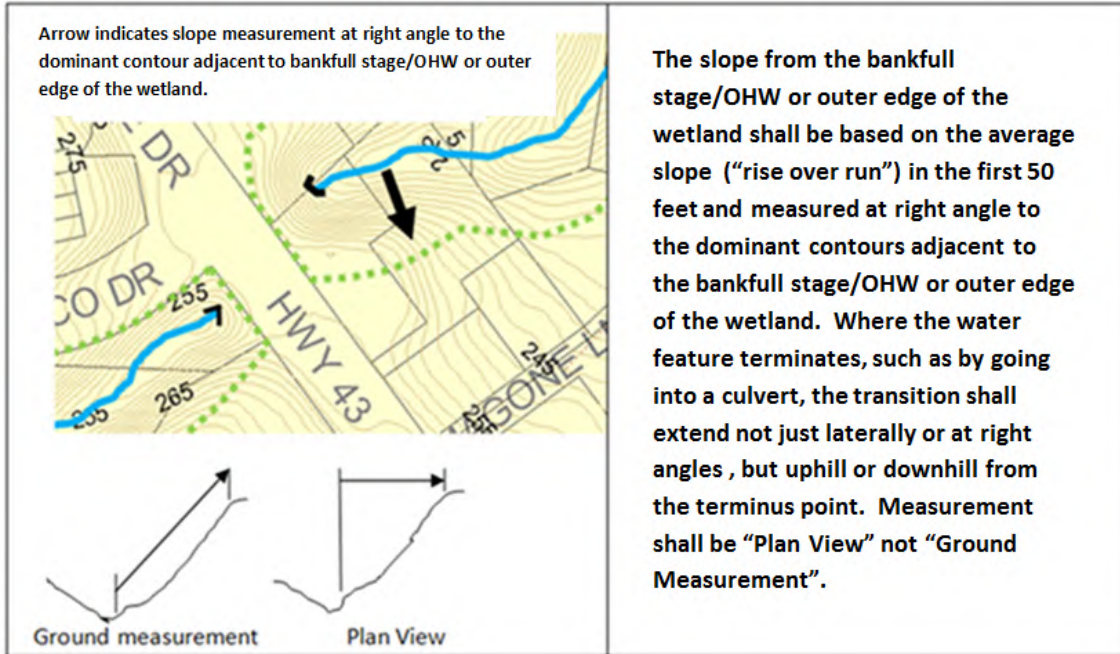 Arrow indicates slope measurement at right angle to the
dominant contour adjacent to bankfull stage/OHW or outer
edge of the wetland.
275
DR
CO DR
255
265
HWY 43
245
Ground measurement
Plan View
The slope from the bankfull
stage/OHW or outer edge of the
wetland shall be based on the average
slope (“rise over run”) in the first 50
feet and measured at right angle to
the dominant contours adjacent to
the bankfull stage/OHW or outer edge
of the wetland. Where the water
feature terminates, such as by going
into a culvert, the transition shall
extend not just laterally or at right
angles , but uphill or downhill from
the terminus point. Measurement
shall be “Plan View” not “Ground
Measurement”.